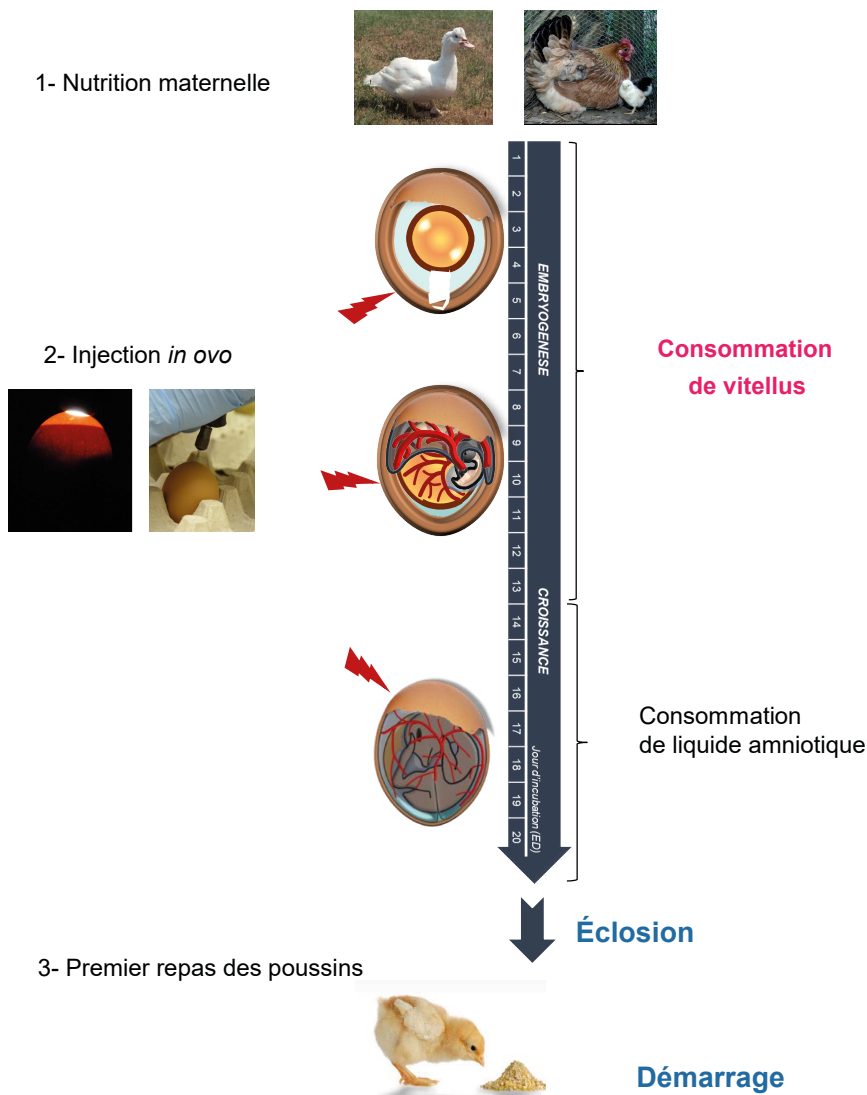 1- Nutrition maternelle
1
2
3
4
5
6
7
8
9
10
11
12
13
14
15
16
17
18
19
20
EMBRYOGENESE
CROISSANCE
Jour d'incubation (ED)
Consommation
de vitellus
2- Injection in ovo
Consommation
de liquide amniotique
Éclosion
3- Premier repas des poussins
Démarrage